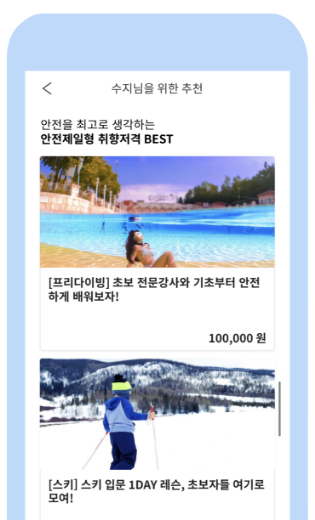 수지님을 위한 추천
안전을 최고로 생각하는
안전제일형 취향저격 BEST
[프리다이빙] 초보 전문강사와 기초부터 안전
하게 배워보자!
100,000 원
[스키] 스키 입문 1DAY 레슨, 초보자들 여기로
모여!